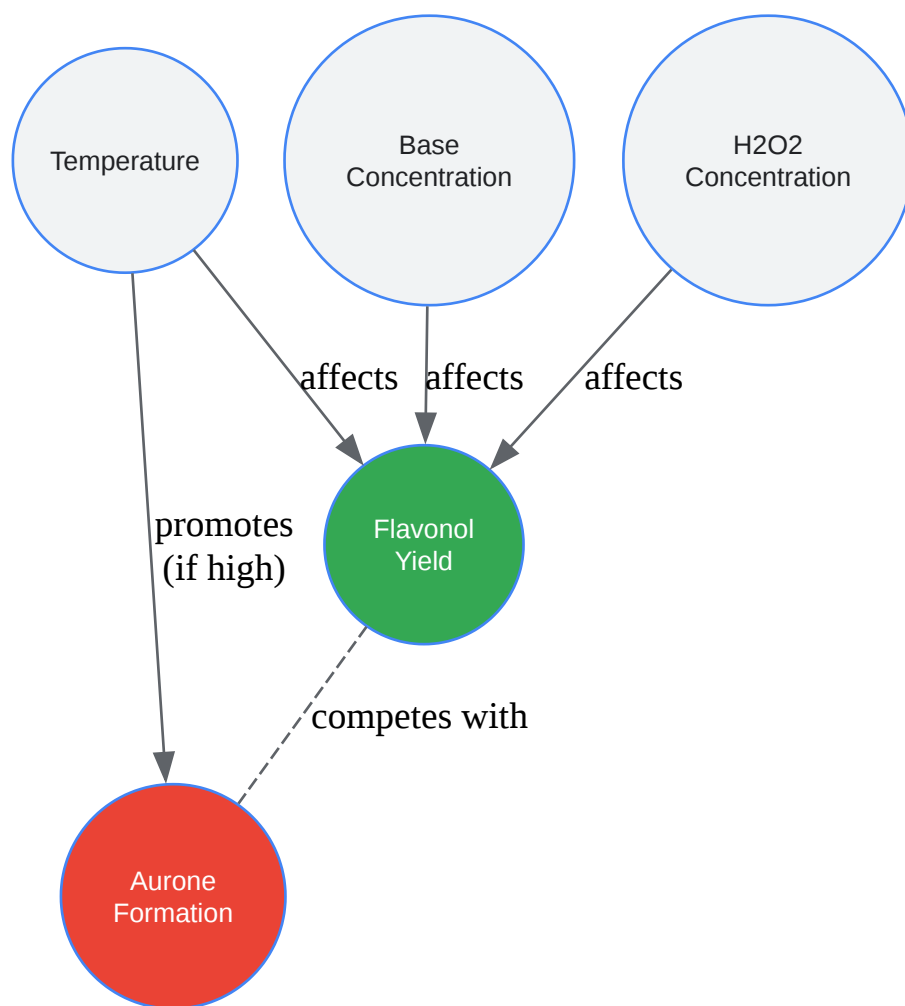 Temperature
Base
Concentration
H2O2
Concentration
affects
affects
affects
promotes
(if high)
Flavonol
Yield
competes with
Aurone
Formation